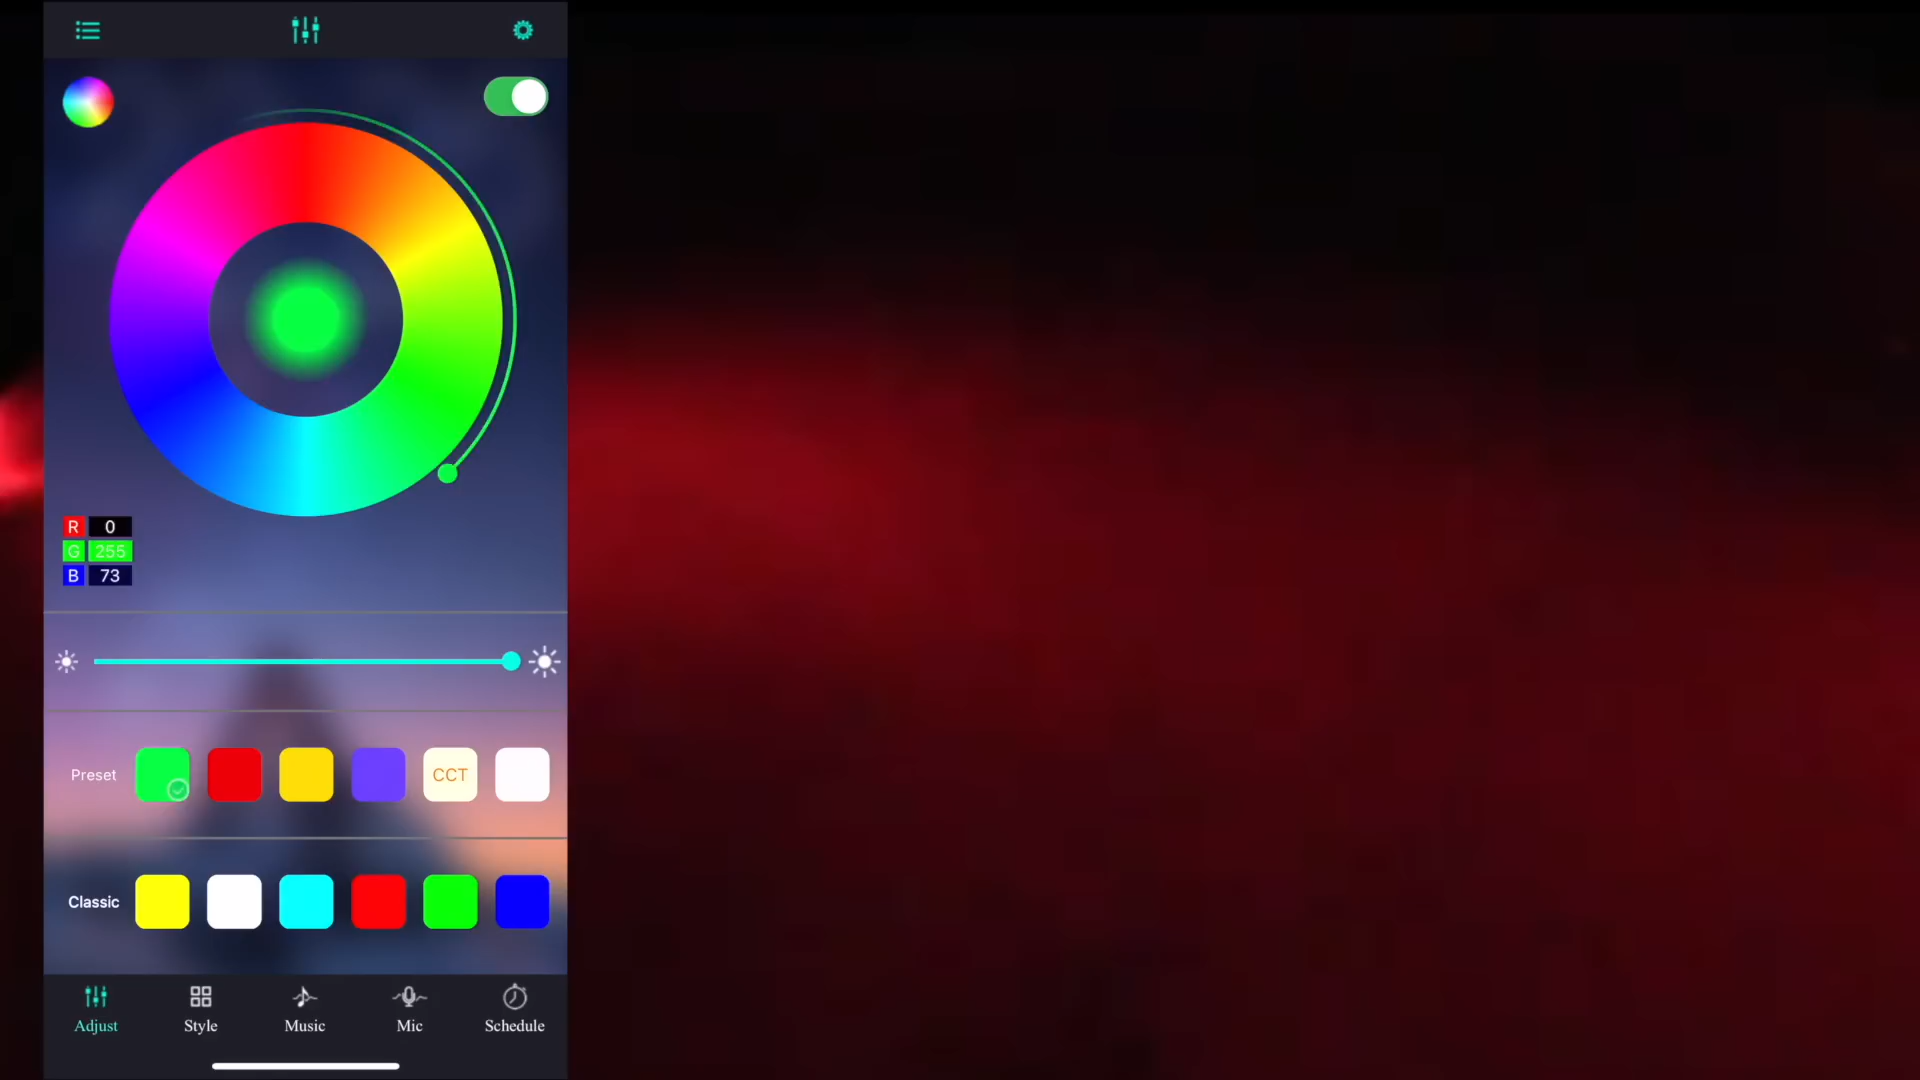 R 0
G 255
B 73
Preset CCT
Classic
Adjust Style Music Mic Schedule